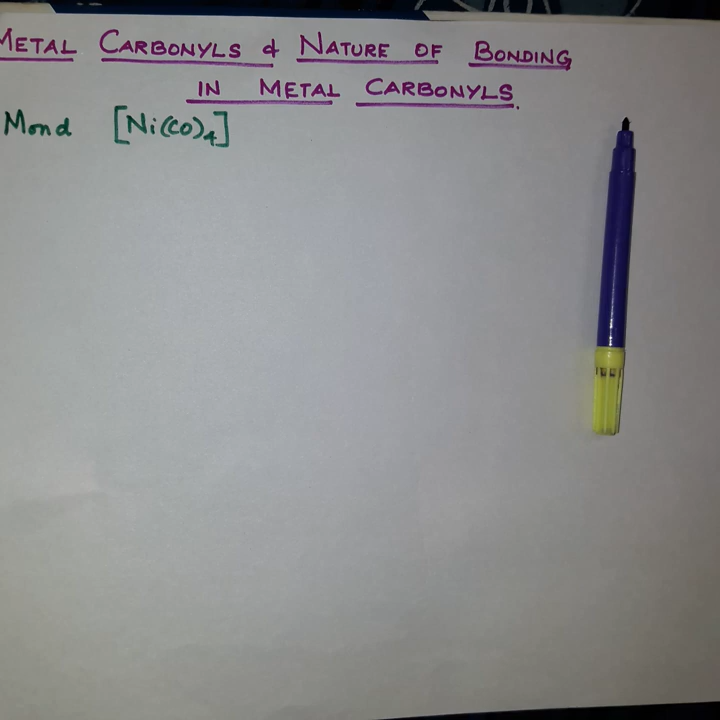 METAL CARBONYLS & NATURE OF BONDING
IN METAL CARBONYLS.
Mond [Ni(CO)4]